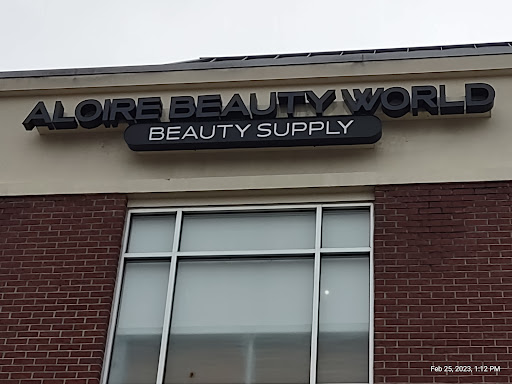 ALOIRE BEAUTY WORLD
BEAUTY SUPPLY
Feb 25, 2023, 1:12 PM